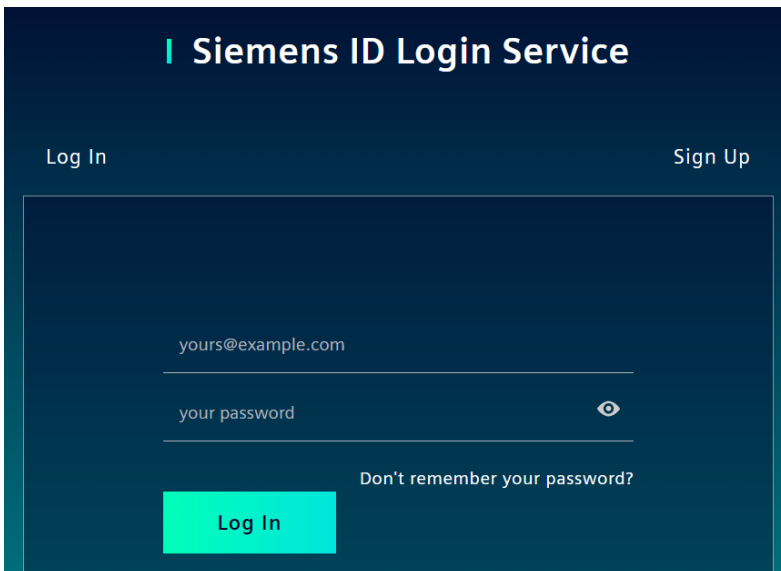 Siemens ID Login Service
Log In
Sign Up
yours@example.com
your password
Don't remember your password?
Log In